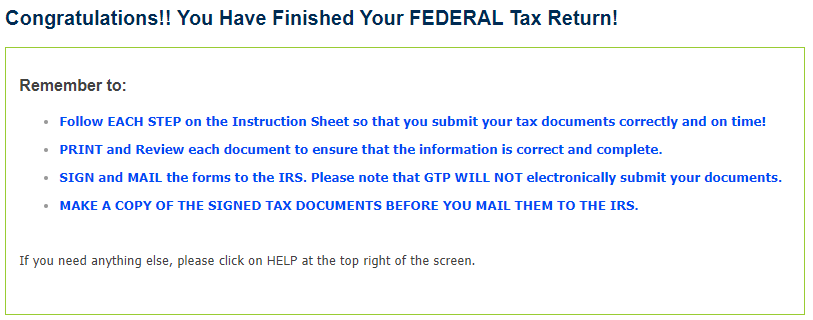 Congratulations!! You Have Finished Your FEDERAL Tax Return!
Remember to:
Follow EACH STEP on the Instruction Sheet so that you submit your tax documents correctly and on time!
PRINT and Review each document to ensure that the information is correct and complete.
SIGN and MAIL the forms to the IRS. Please note that GTP WILL NOT electronically submit your documents.
MAKE A COPY OF THE SIGNED TAX DOCUMENTS BEFORE YOU MAIL THEM TO THE IRS.
If you need anything else, please click on HELP at the top right of the screen.